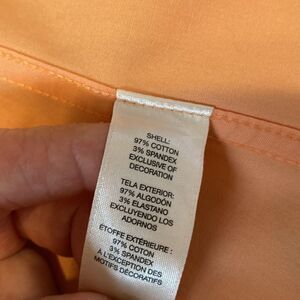 SHELL:
97% COTTON
3% SPANDEX
EXCLUSIVE OF
DECORATION
TELA EXTERIOR:
97% ALGODÓN
3% ELASTANO
EXCLUYENDO LOS
ADORNOS
ÉTOFFE EXTÉRIEURE :
97% COTON
3% SPANDEX
À L'EXCEPTION DES
MOTIFS DÉCORATIFS